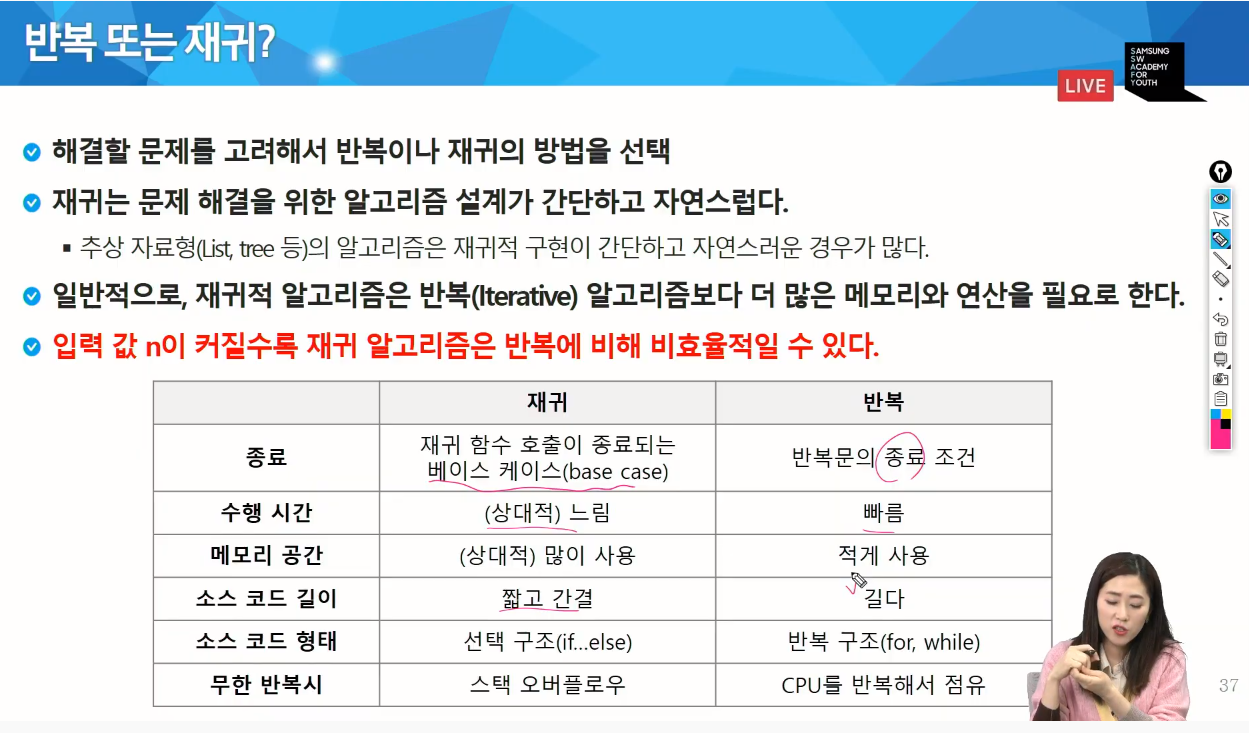 반복 또는 재귀?
SAMSUNG
SW
ACADEMY
FOR
YOUTH
LIVE
해결할 문제를 고려해서 반복이나 재귀의 방법을 선택
재귀는 문제 해결을 위한 알고리즘 설계가 간단하고 자연스럽다.
추상 자료형(List, tree 등)의 알고리즘은 재귀적 구현이 간단하고 자연스러운 경우가 많다.
일반적으로, 재귀적 알고리즘은 반복(Iterative) 알고리즘보다 더 많은 메모리와 연산을 필요로 한다.
입력 값 n이 커질수록 재귀 알고리즘은 반복에 비해 비효율적일 수 있다.
재귀 반복
종료 재귀 함수 호출이 종료되는 베이스 케이스(base case) 반복문의 종료 조건
수행 시간 (상대적) 느림 빠름
메모리 공간 (상대적) 많이 사용 적게 사용
소스 코드 길이 짧고 간결 길다
소스 코드 형태 선택 구조(if...else) 반복 구조(for, while)
무한 반복시 스택 오버플로우 CPU를 반복해서 점유
37